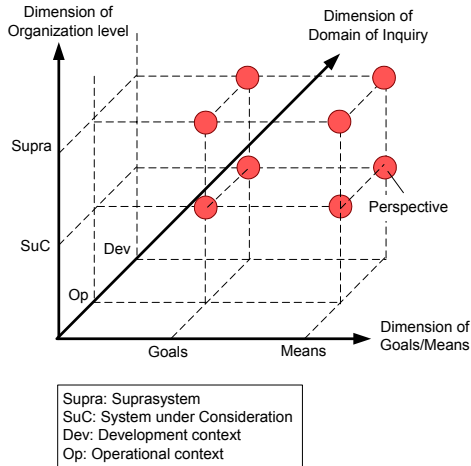 Dimension of
Organization level
Dimension of
Domain of Inquiry
Supra
Perspective
SuC
Dev
Op
Dimension of
Goals/Means
Goals
Means
Supra: Suprasystem
SuC: System under Consideration
Dev: Development context
Op: Operational context